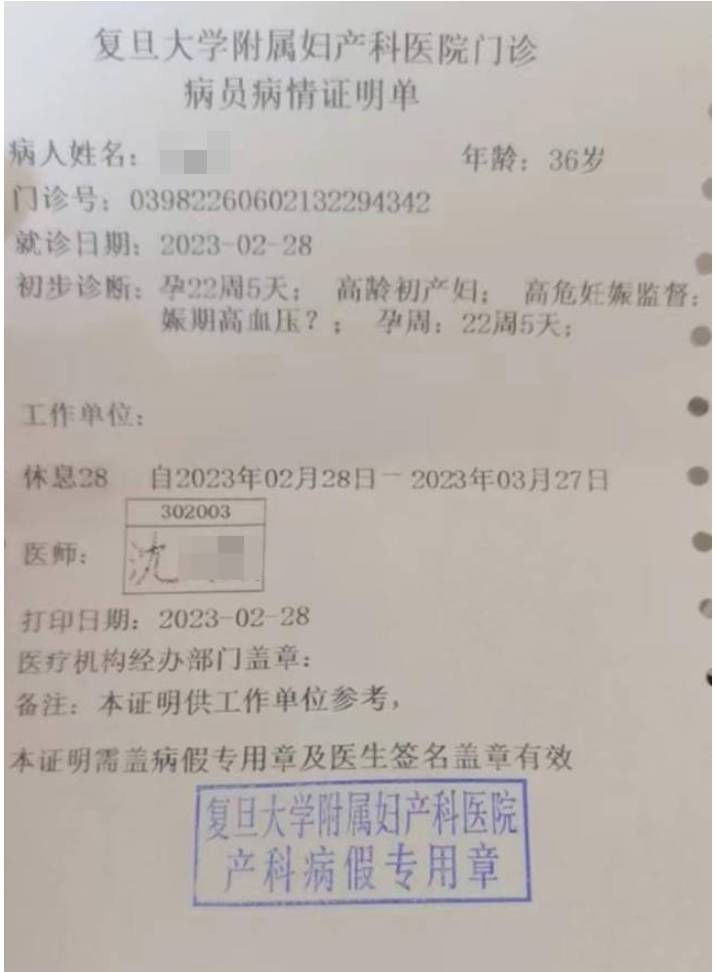 复旦大学附属妇产科医院门诊
病员病情证明单
病人姓名： 年龄：36岁
门诊号：03982260602132294342
就诊日期：2023-02-28
初步诊断：孕22周5天； 高龄初产妇； 高危妊娠监督；
娠期高血压？； 孕周：22周5天；
工作单位：
休息28 自2023年02月28日－2023年03月27日
302003
医师： 沈
打印日期：2023-02-28
医疗机构经办部门盖章：
备注：本证明供工作单位参考，
本证明需盖病假专用章及医生签名盖章有效
复旦大学附属妇产科医院
产科病假专用章